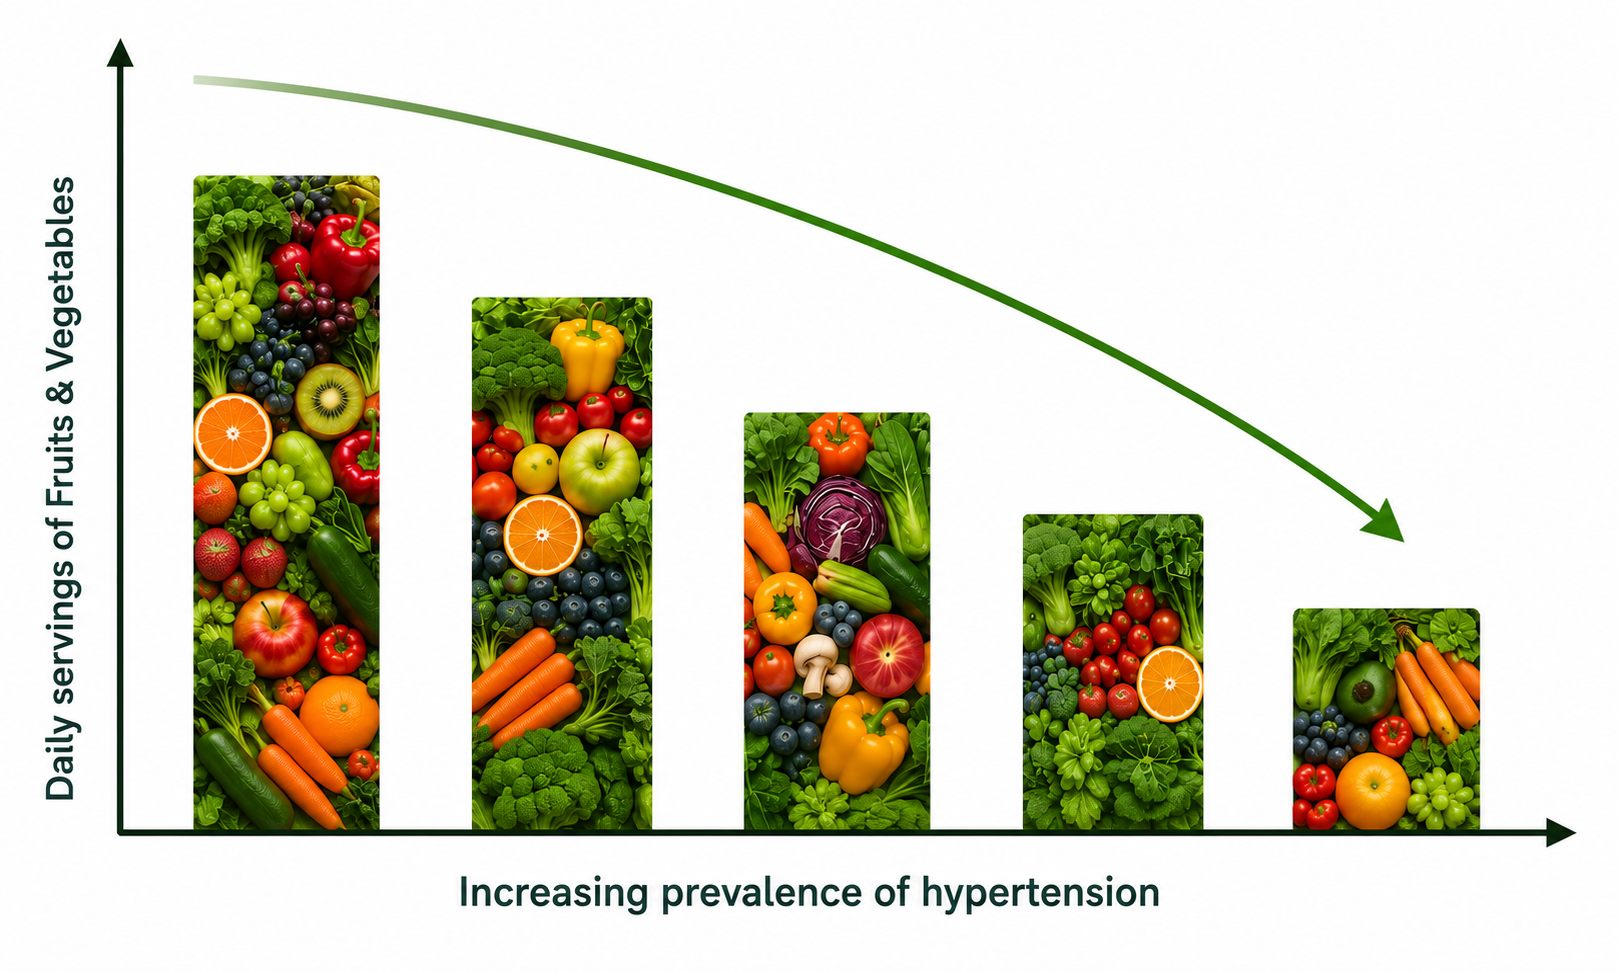 Daily servings of Fruits & Vegetables
Increasing prevalence of hypertension